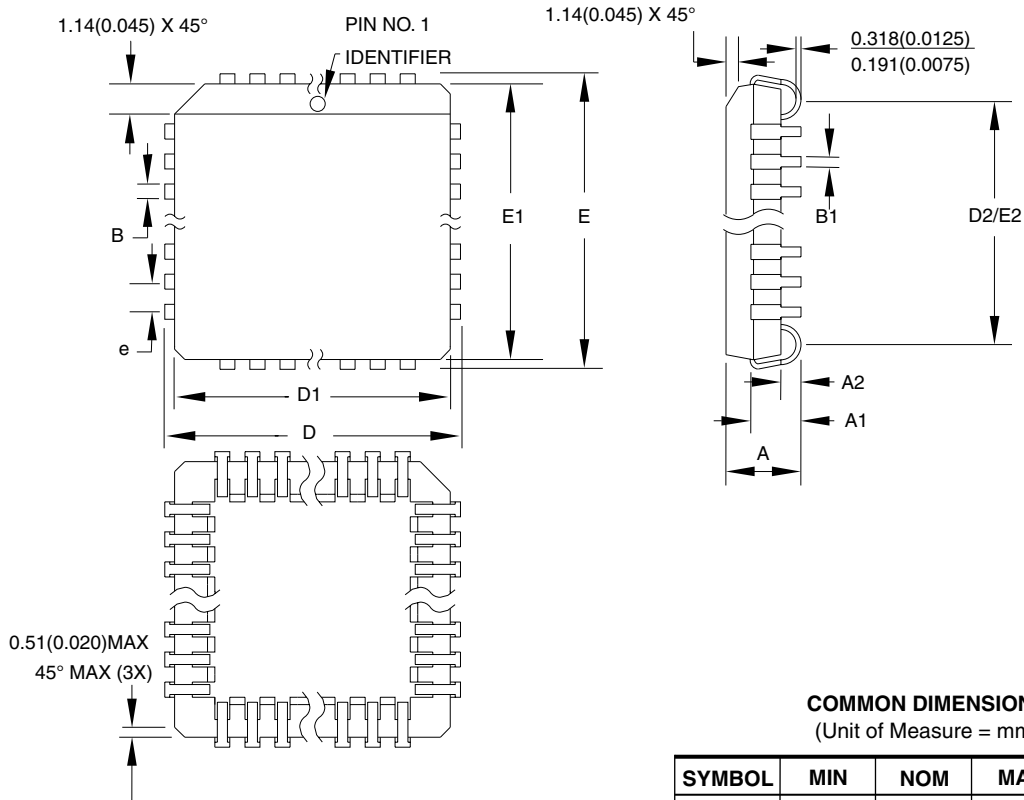 1.14(0.045) X 45°
PIN NO. 1
IDENTIFIER
1.14(0.045) X 45°
0.318(0.0125)
0.191(0.0075)
E1
E
B
e
B1
D2/E2
D1
D
A2
A1
A
0.51(0.020)MAX
45° MAX (3X)
COMMON DIMENSION
(Unit of Measure = mm
SYMBOL MIN NOM MA